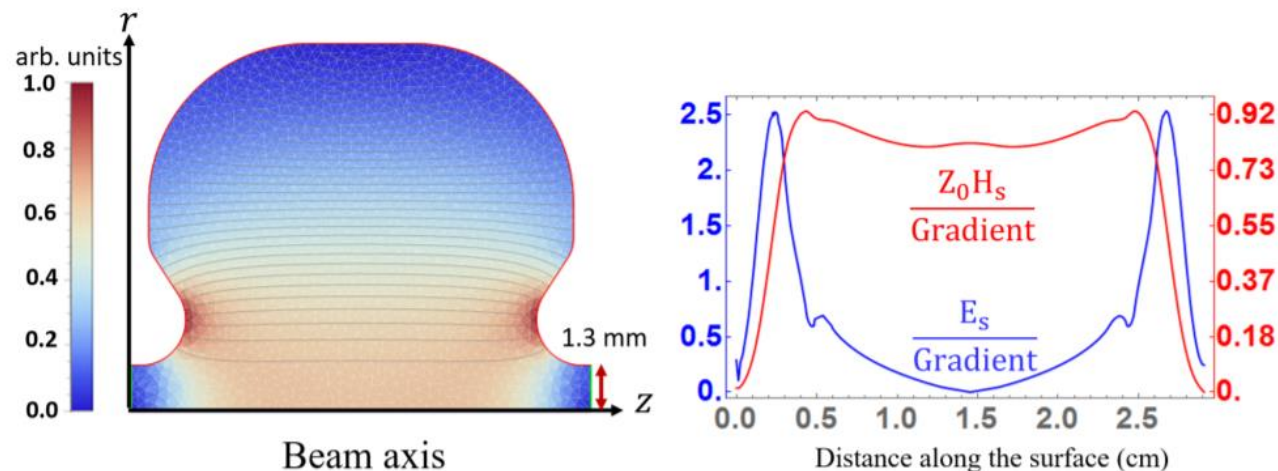 r
arb. units
1.0
0.8
0.6
0.4
0.2
0.0
1.3 mm
z
Beam axis
2.5
2.
1.5
1.
0.5
0.
Z₀Hₛ
Gradient
Eₛ
Gradient
0.92
0.73
0.55
0.37
0.18
0.
0.0 0.5 1.0 1.5 2.0 2.5
Distance along the surface (cm)